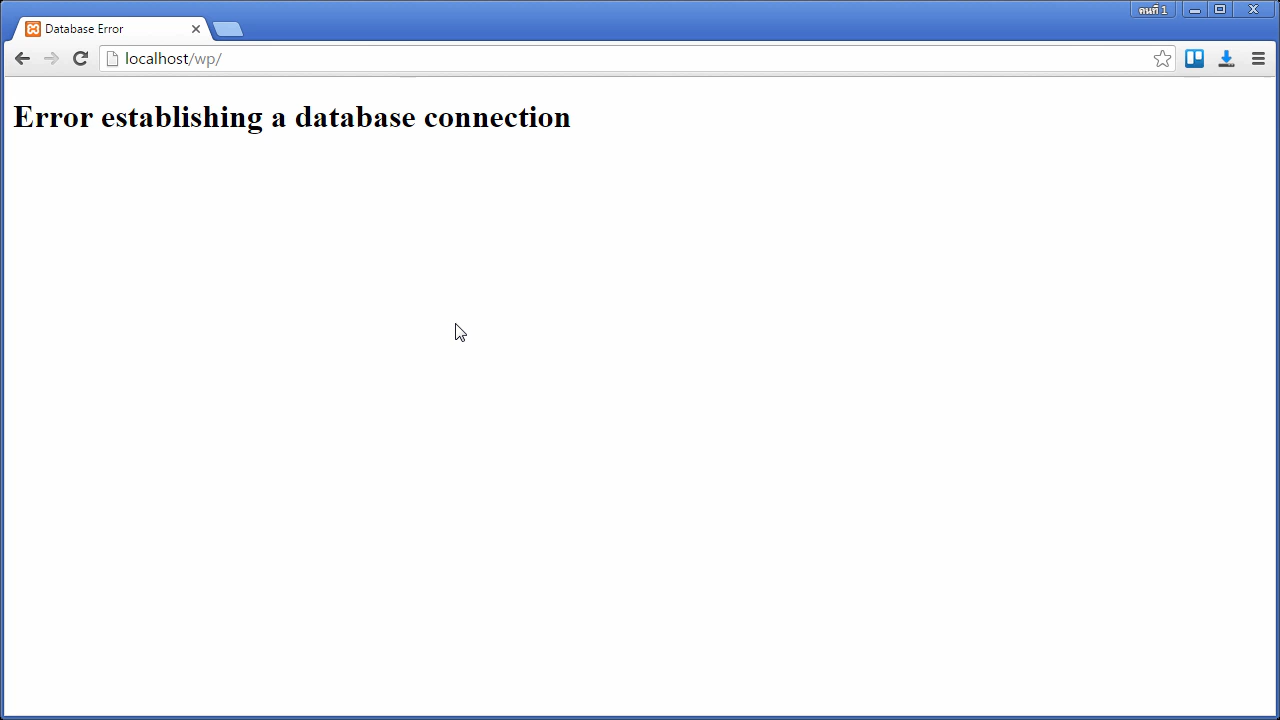 คนที่ 1
Database Error
localhost/wp/
Error establishing a database connection